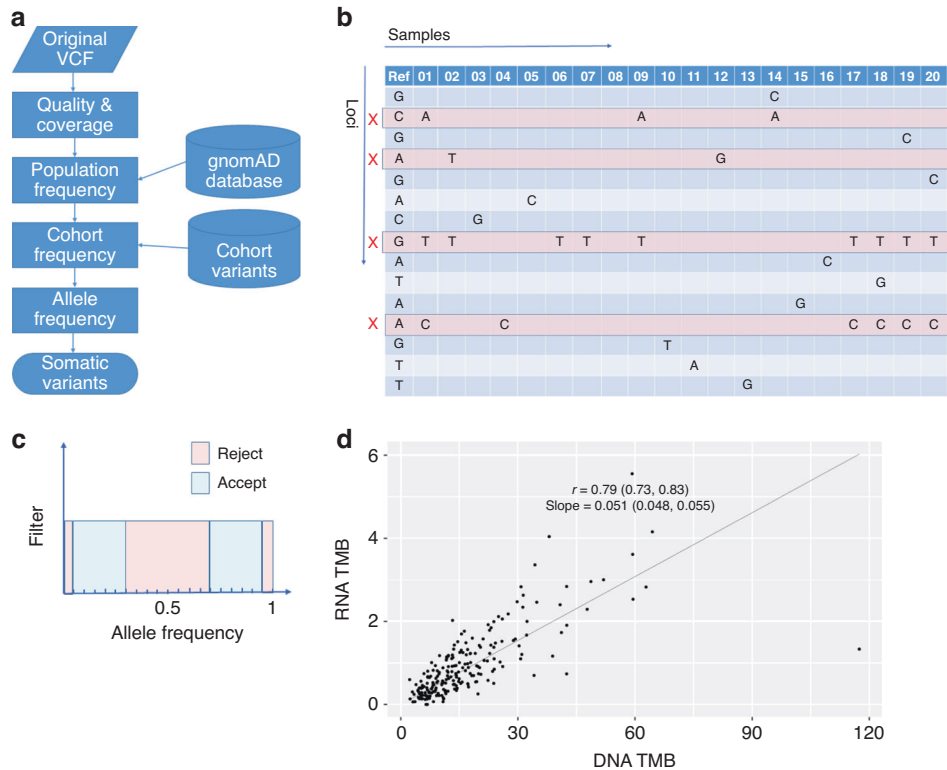 a
Original
VCF
Quality &
coverage
Population
frequency
gnomAD
database
Cohort
frequency
Cohort
variants
Allele
frequency
Somatic
variants
b
Samples
Loci
Ref 01 02 03 04 05 06 07 08 09 10 11 12 13 14 15 16 17 18 19 20
G C
X C A A A
G C
X A T G
G C
A C
C G
X G T T T T T T T T T
A C
T G
A G
X A C C C C C C
G T
T A
T G
c
Reject
Accept
Filter
0.5 1
Allele frequency
d
RNA TMB
6
4
2
0
r = 0.79 (0.73, 0.83)
Slope = 0.051 (0.048, 0.055)
0 30 60 90 120
DNA TMB